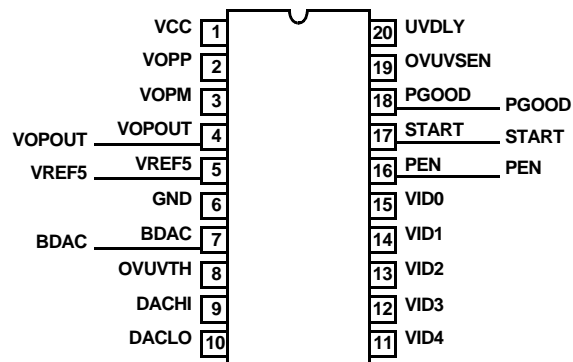 VCC 1 20 UVDLY
VOPP 2 19 OVUVSEN
VOPM 3 18 PGOOD PGOOD
VOPOUT VOPOUT 4 17 START START
VREF5 VREF5 5 16 PEN PEN
GND 6 15 VID0
BDAC BDAC 7 14 VID1
OVUVTH 8 13 VID2
DACHI 9 12 VID3
DACLO 10 11 VID4